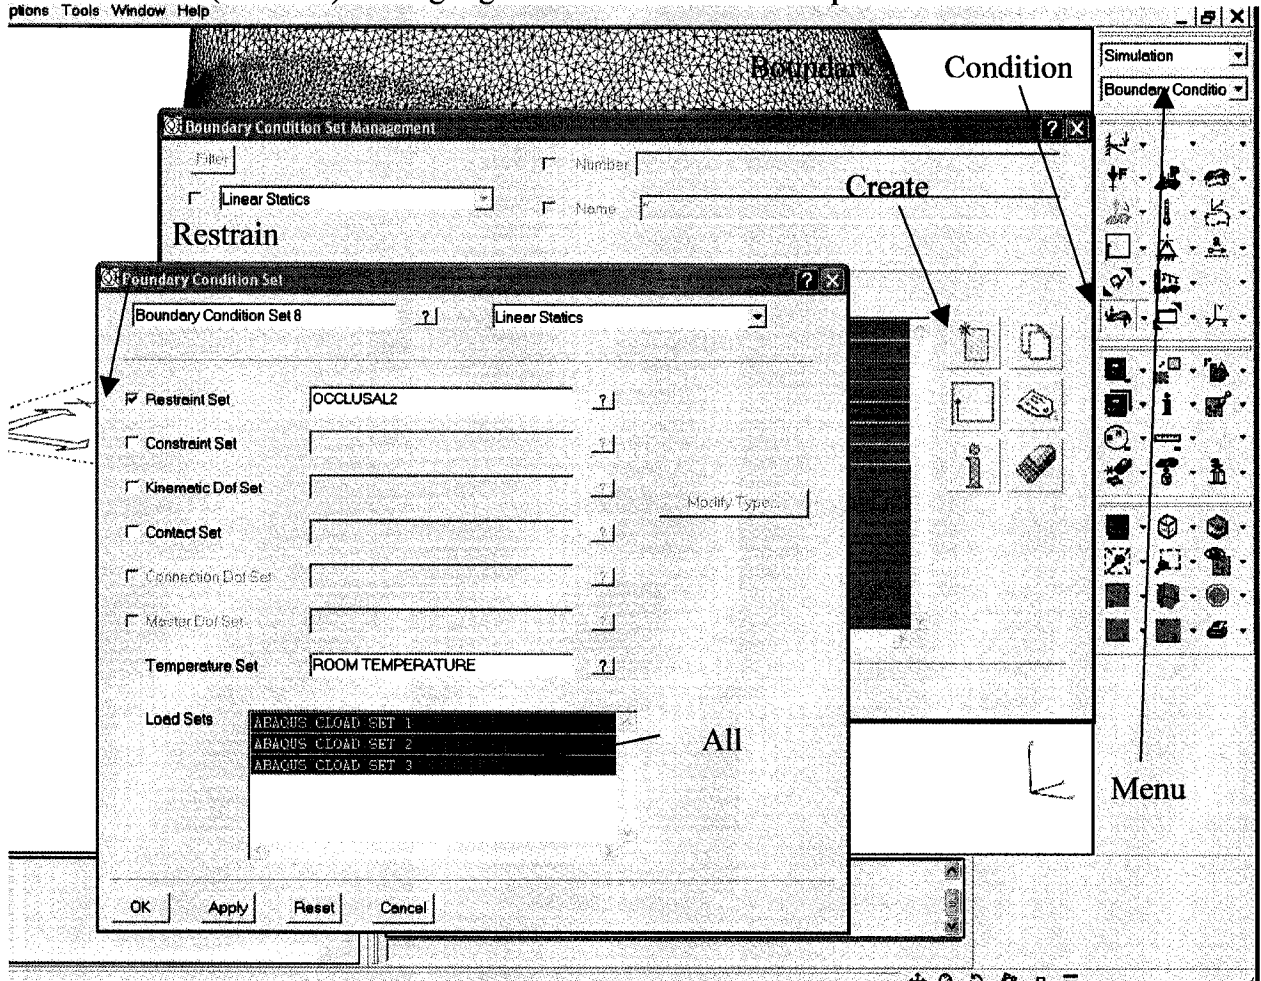 ptions Tools Window Help
Boundary Condition
Simulation
Boundary Conditio
Boundary Condition Set Management
Filter
Number
Linear Statics
Name
Create
Restrain
Boundary Condition Set
Boundary Condition Set 8
?
Linear Statics
Restraint Set OCCLUSAL2 ?
Constraint Set ?
Kinematic Dof Set ?
Modify Type...
Contact Set ?
Connection Dof Set ?
Master Dof Set ?
Temperature Set ROOM TEMPERATURE ?
Load Sets
ABAQUS CLOAD SET 1
ABAQUS CLOAD SET 2
ABAQUS CLOAD SET 3
All
Menu
OK Apply Reset Cancel